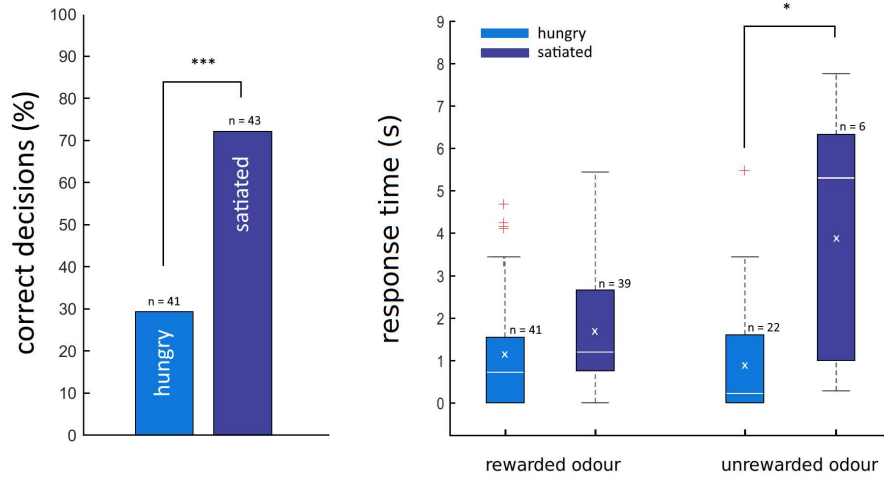 100
90
80
70
60
50
40
30
20
10
0
correct decisions (%)
***
n = 43
n = 41
hungry
satiated
9
8
7
6
5
4
3
2
1
0
response time (s)
hungry
satiated
*
n = 41
n = 39
n = 22
n = 6
x
x
x
x
rewarded odour
unrewarded odour